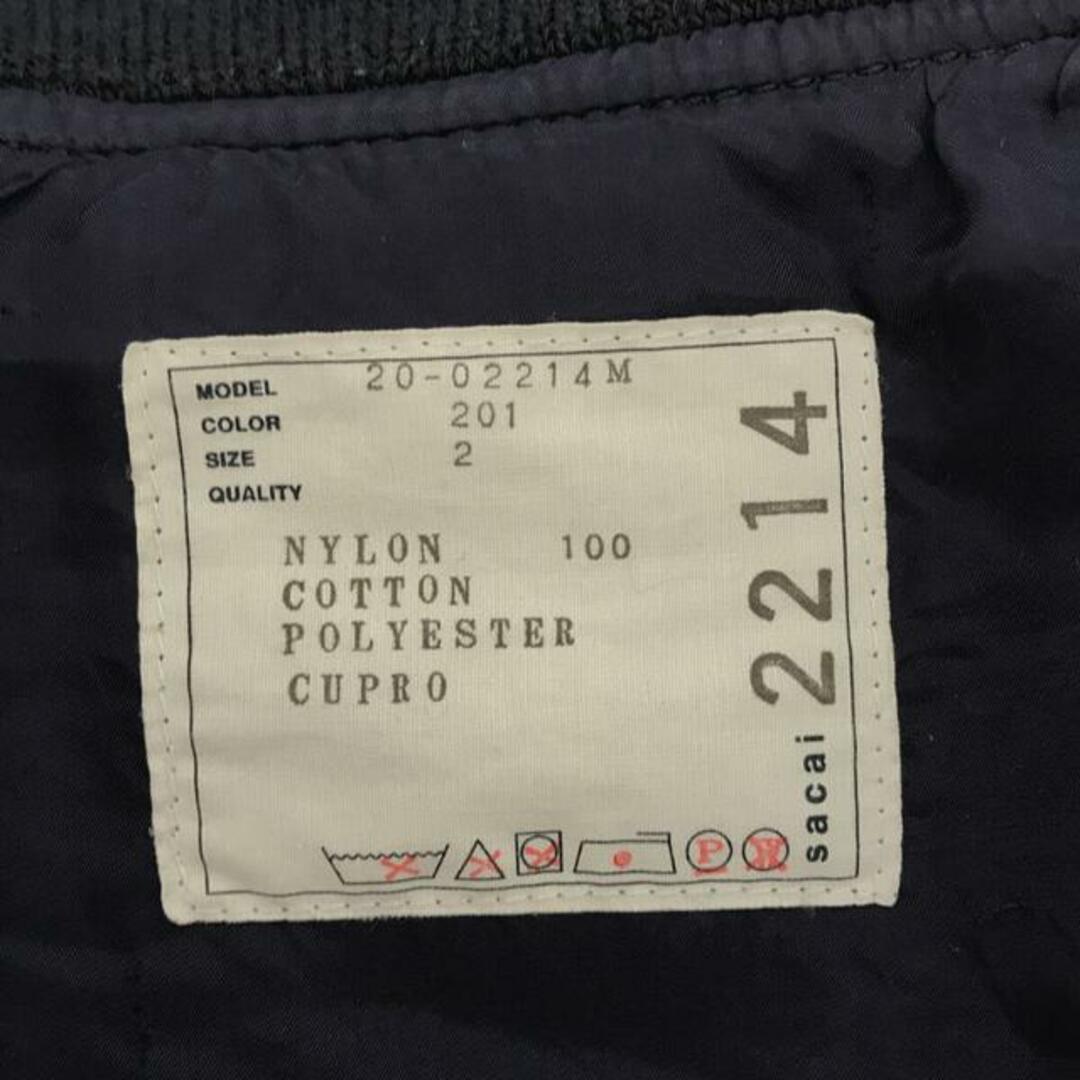 MODEL 20-02214M
COLOR 201
SIZE 2
QUALITY
NYLON 100
COTTON
POLYESTER
CUPRO
P W
sacai 2214